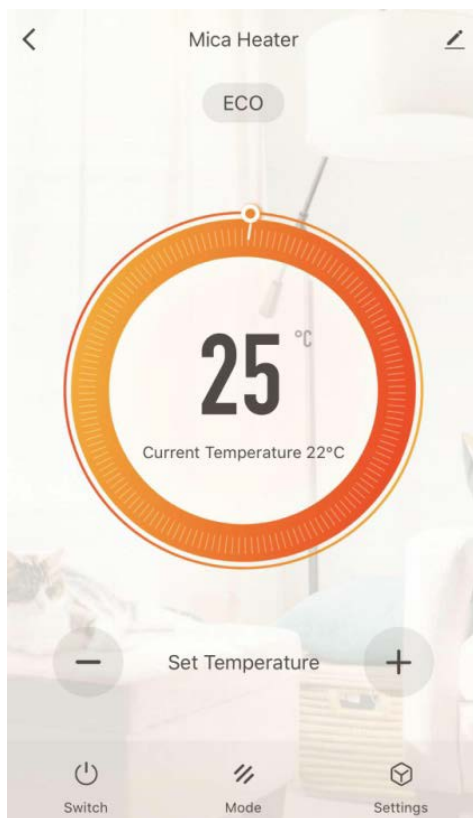 Mica Heater
ECO
25 °C
Current Temperature 22°C
Set Temperature
Switch Mode Settings